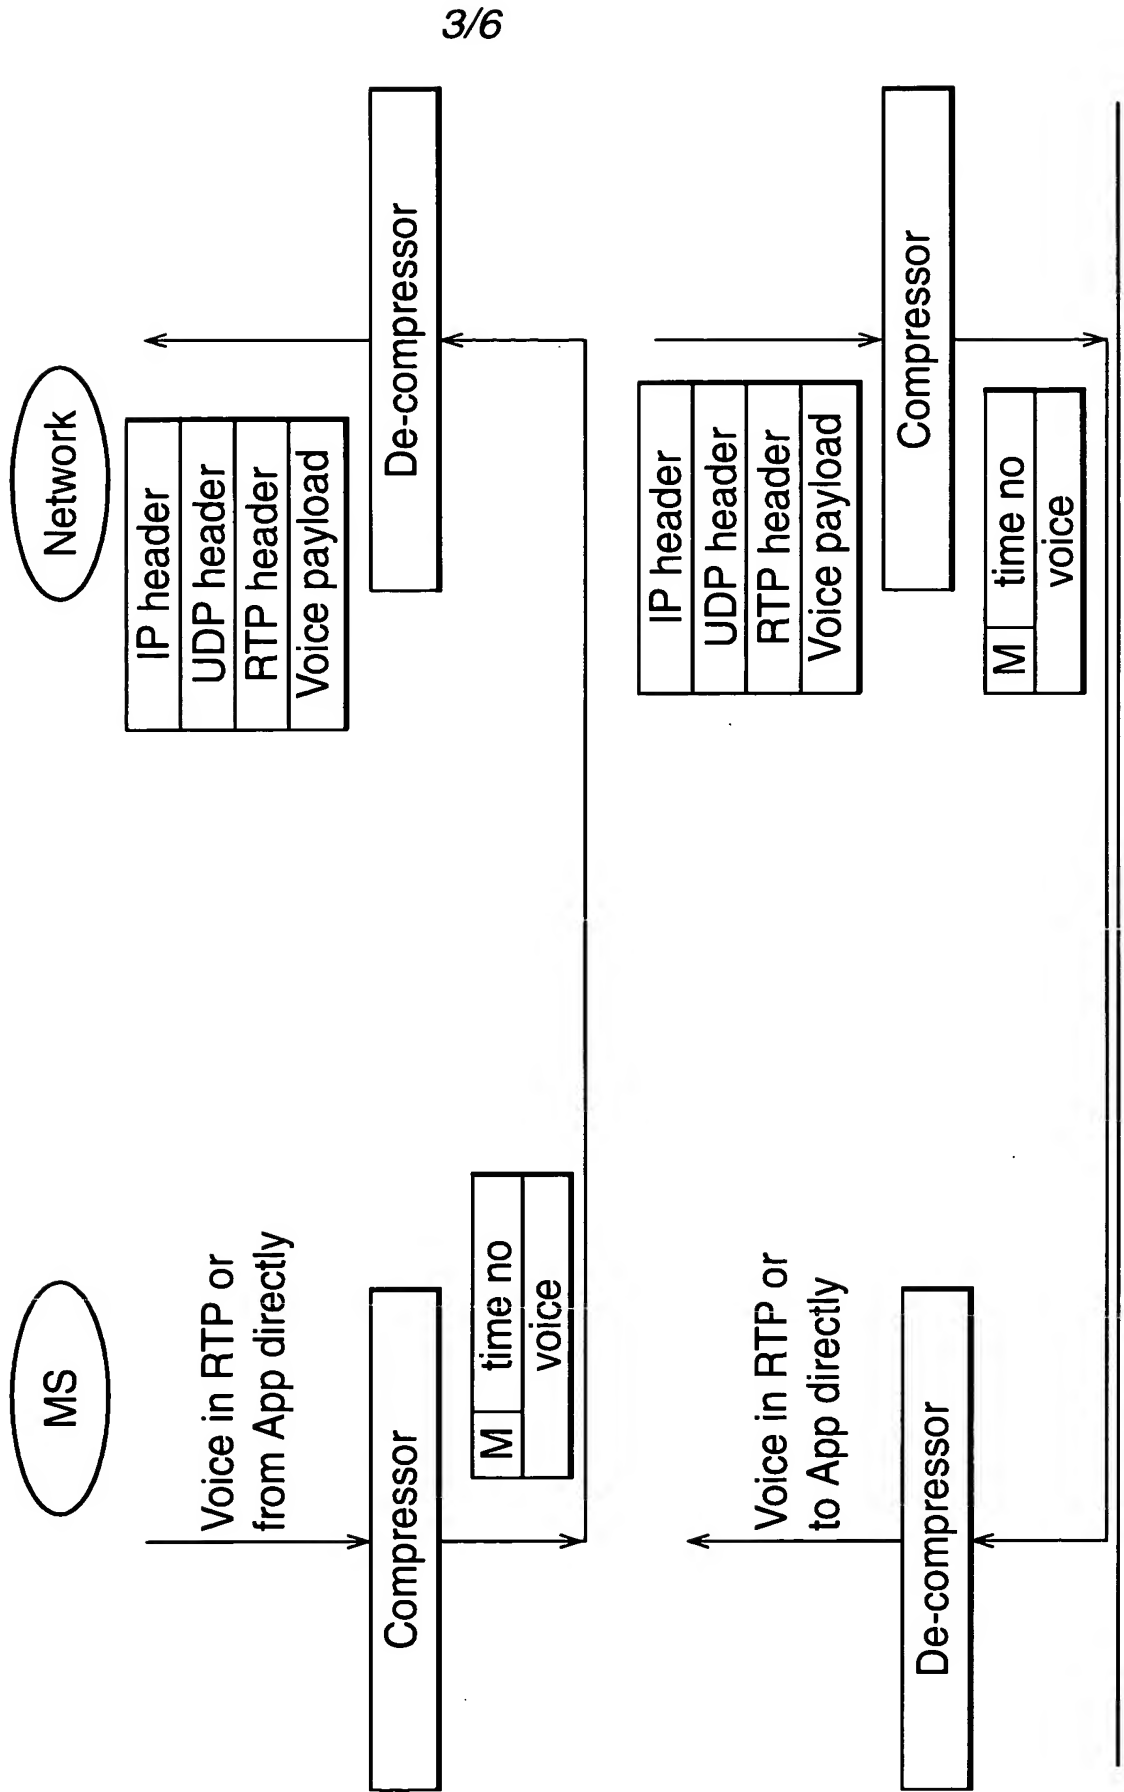 3/6
MS
Network
Voice in RTP or
from App directly
IP header
UDP header
RTP header
Voice payload
Compressor
De-compressor
M time no
voice
Voice in RTP or
to App directly
IP header
UDP header
RTP header
Voice payload
De-compressor
Compressor
M time no
voice